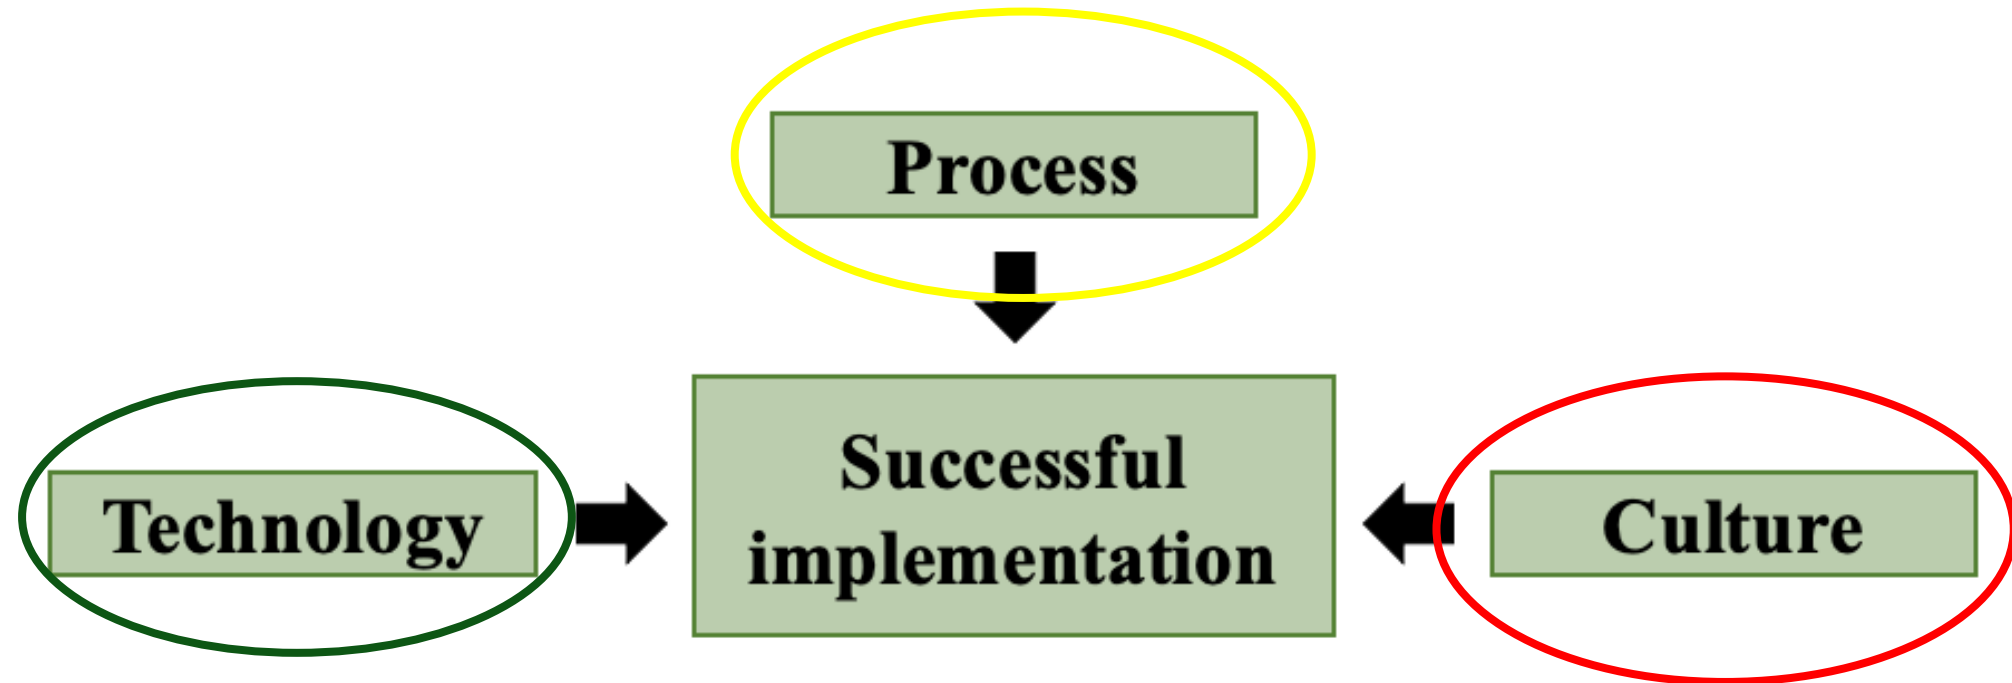 Process
Technology
Successful
implementation
Culture